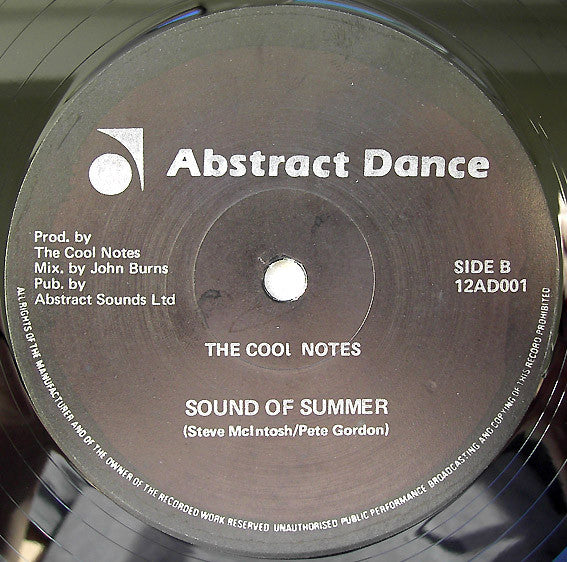 Abstract Dance
Prod. by
The Cool Notes
Mix. by John Burns
Pub. by
Abstract Sounds Ltd
SIDE B
12AD001
THE COOl NOTES
SOUND OF SUMMER
(Steve McIntosh/Pete Gordon)
ALL RIGHTS OF THE MANUFACTURER AND OF THE OWNER OF THE RECORDED WORK RESERVED UNAUTHORISED PUBLIC PERFORMANCE BROADCASTING AND COPYING OF THIS RECORD PROHIBITED